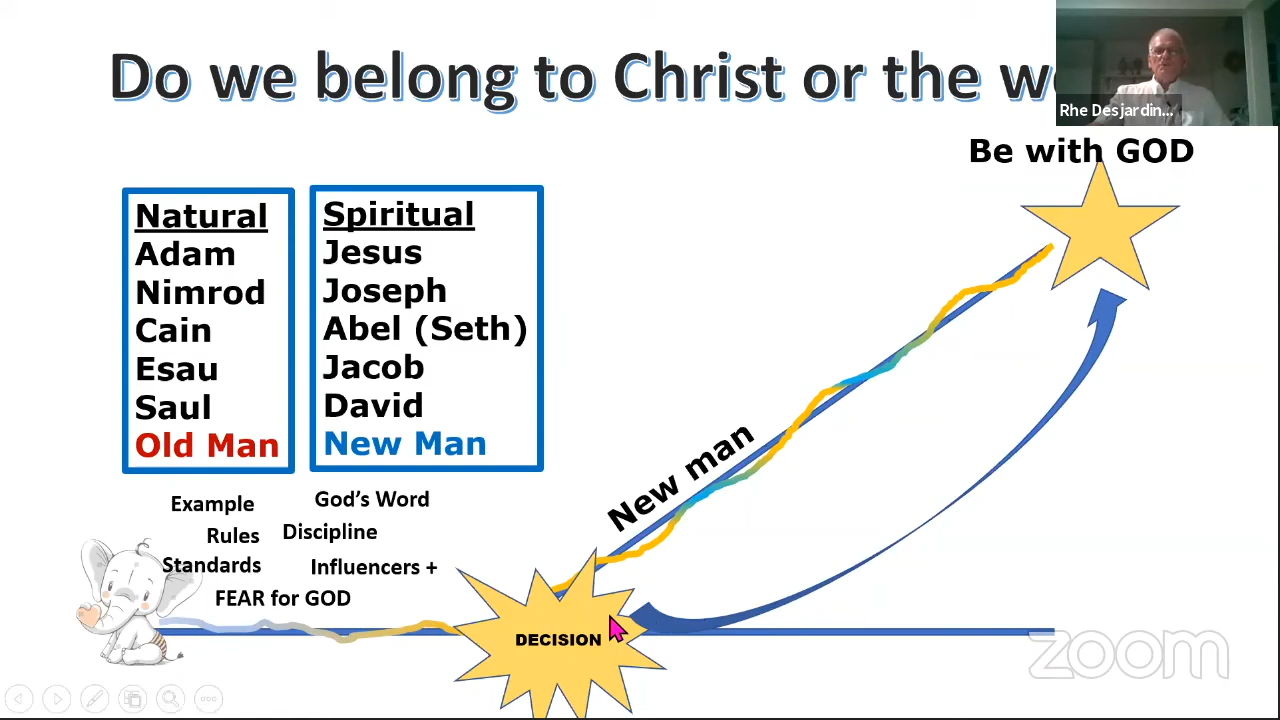 Do we belong to Christ or the
Rhe Desjardin...
Be with GOD
Natural
Adam
Nimrod
Cain
Esau
Saul
Old Man
Spiritual
Jesus
Joseph
Abel (Seth)
Jacob
David
New Man
Example
God's Word
Rules
Discipline
Standards
Influencers +
FEAR for GOD
New man
DECISION
zoom